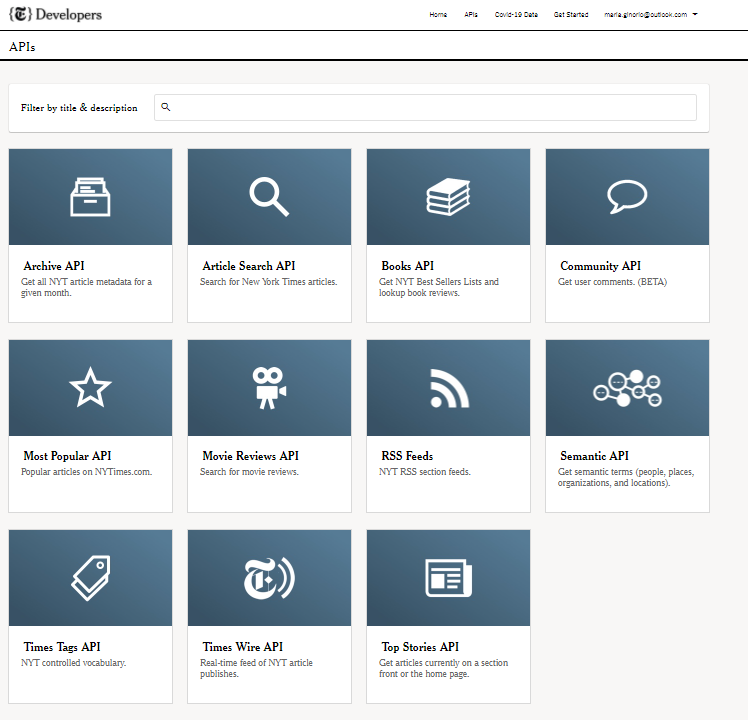 {T} Developers
Home APIs Covid-19 Data Get Started maria.ginorio@outlook.com
APIs
Filter by title & description
Archive API
Get all NYT article metadata for a
given month.
Article Search API
Search for New York Times articles.
Books API
Get NYT Best Sellers Lists and
lookup book reviews.
Community API
Get user comments. (BETA)
Most Popular API
Popular articles on NYTimes.com.
Movie Reviews API
Search for movie reviews.
RSS Feeds
NYT RSS section feeds.
Semantic API
Get semantic terms (people, places,
organizations, and locations).
Times Tags API
NYT controlled vocabulary.
T
Times Wire API
Real-time feed of NYT article
publishes.
Top Stories API
Get articles currently on a section
front or the home page.